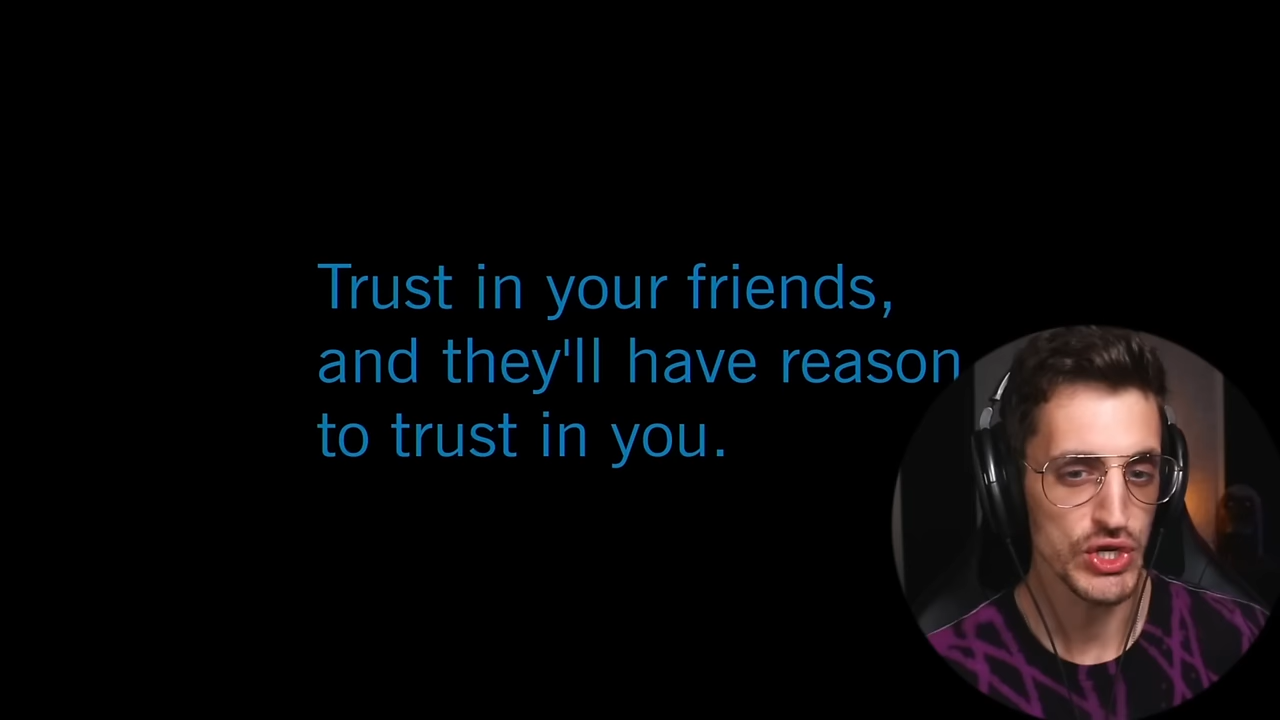 Trust in your friends,
and they'll have reason
to trust in you.